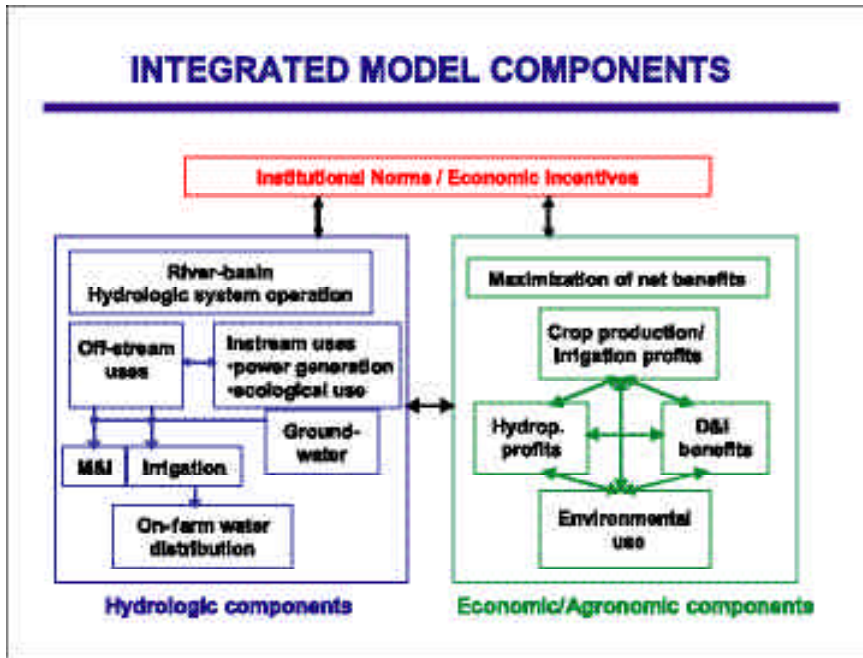 INTEGRATED MODEL COMPONENTS
Institutional Norms / Economic Incentives
River-basin
Hydrologic system operation
Off-stream
uses
Instream uses
•power generation
•ecological use
Ground-
water
M&I
Irrigation
On-farm water
distribution
Hydrologic components
Maximization of net benefits
Crop production/
Irrigation profits
Hydrop.
profits
D&I
benefits
Environmental
use
Economic/Agronomic components